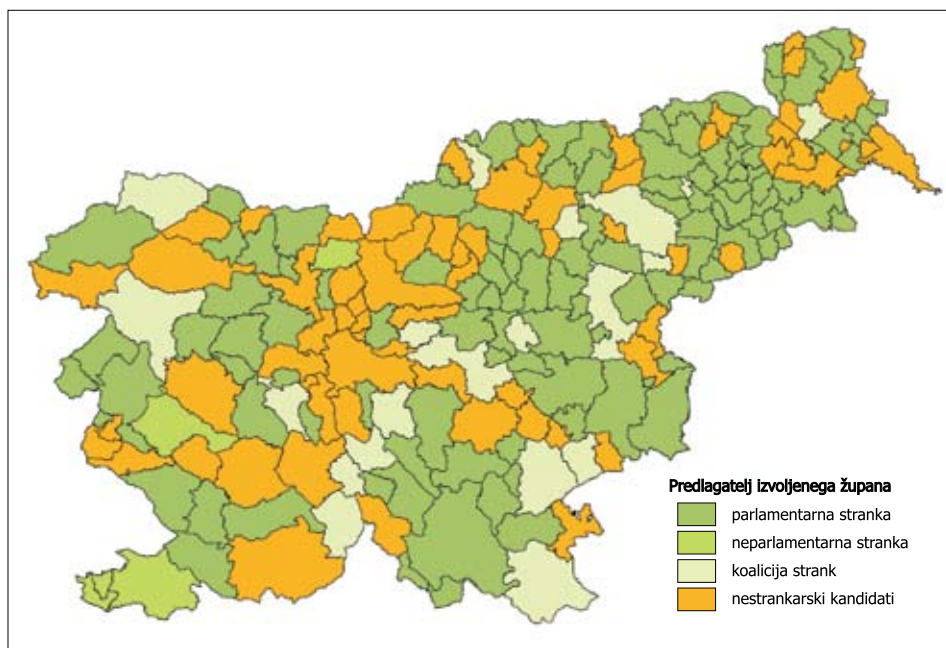 Predlagatelj izvoljenega župana
parlamentarna stranka
neparlamentarna stranka
koalicija strank
nestrankarski kandidati